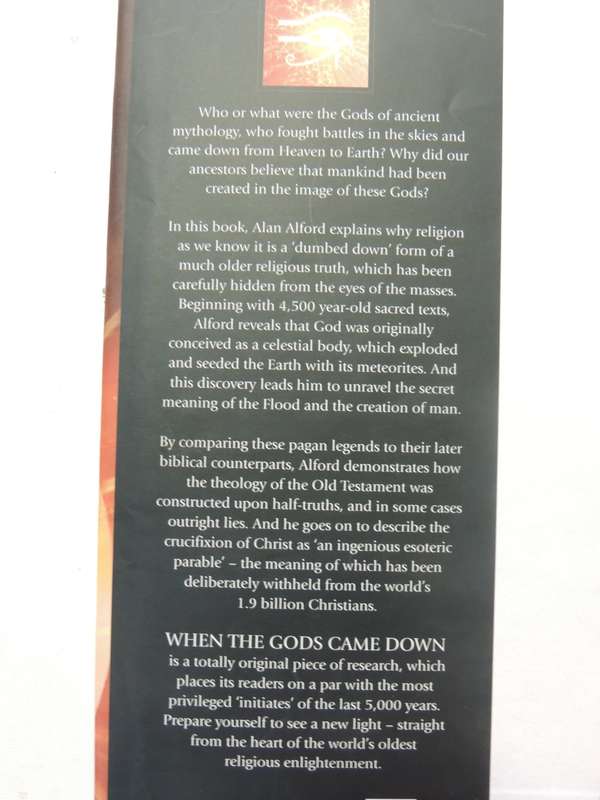 Who or what were the Gods of ancient
mythology, who fought battles in the skies and
came down from Heaven to Earth? Why did our
ancestors believe that mankind had been
created in the image of these Gods?
In this book, Alan Alford explains why religion
as we know it is a ‘dumbed down’ form of a
much older religious truth, which has been
carefully hidden from the eyes of the masses.
Beginning with 4,500 year-old sacred texts,
Alford reveals that God was originally
conceived as a celestial body, which exploded
and seeded the Earth with its meteorites. And
this discovery leads him to unravel the secret
meaning of the Flood and the creation of man.
By comparing these pagan legends to their later
biblical counterparts, Alford demonstrates how
the theology of the Old Testament was
constructed upon half-truths, and in some cases
outright lies. And he goes on to describe the
crucifixion of Christ as ‘an ingenious esoteric
parable’ – the meaning of which has been
deliberately withheld from the world’s
1.9 billion Christians.
WHEN THE GODS CAME DOWN
is a totally original piece of research, which
places its readers on a par with the most
privileged ‘initiates’ of the last 5,000 years.
Prepare yourself to see a new light – straight
from the heart of the world’s oldest
religious enlightenment.